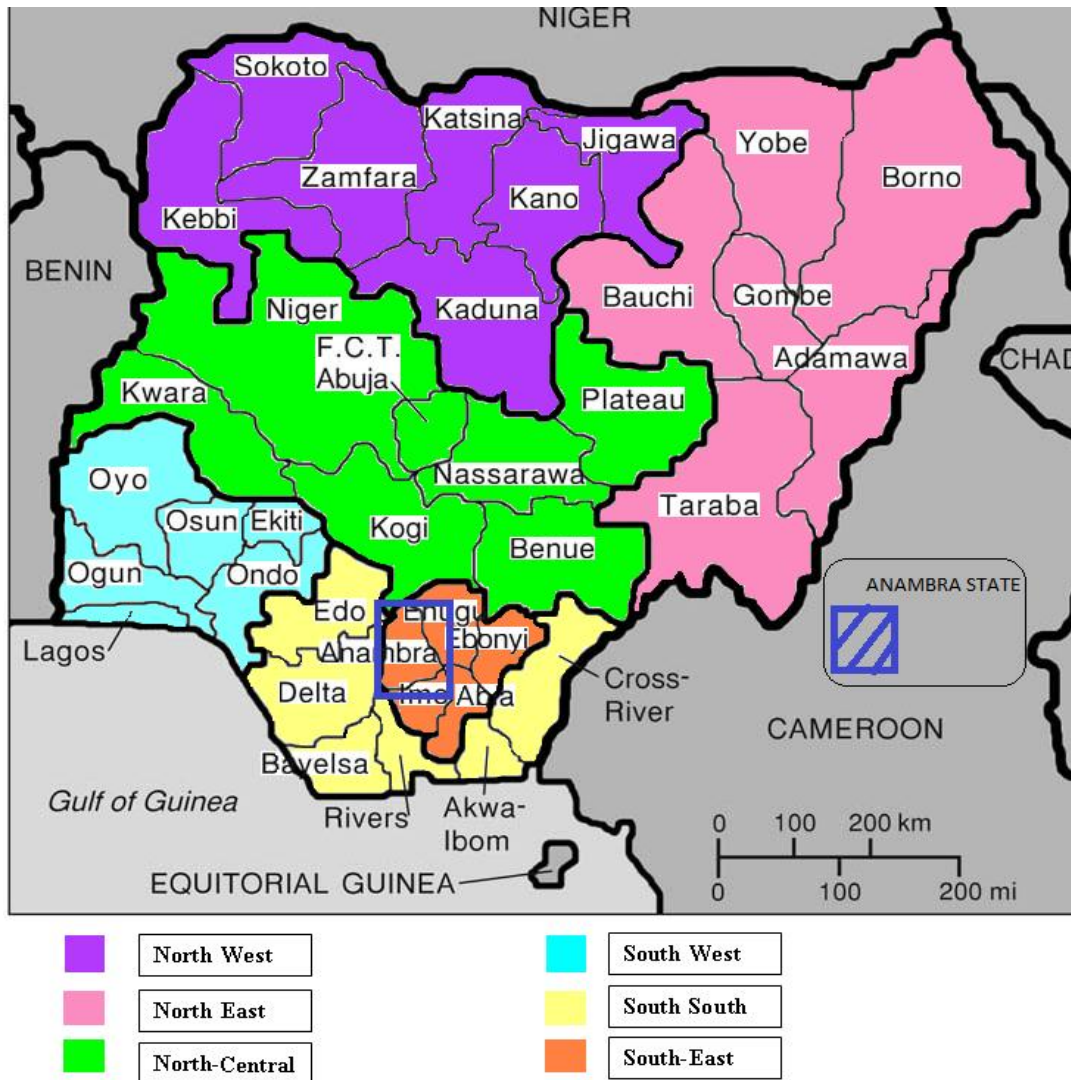 NIGER
Sokoto
Katsina
Jigawa
Yobe
Borno
Zamfara
Kano
Kebbi
BENIN
Niger
Kaduna
Bauchi
Gombe
F.C.T.
Abuja
Adamawa
CHAD
Kwara
Plateau
Oyo
Nassarawa
Taraba
Osun
Ekiti
Kogi
Benue
Ogun
Ondo
ANAMBRA STATE
Edo
Enugu
Ebonyi
Lagos
Anambra
Delta
Imo
Abia
Cross-
River
Bayelsa
CAMEROON
Gulf of Guinea
Rivers
Akwa-
Ibom
0 100 200 km
0 100 200 mi
EQUITORIAL GUINEA
North West
South West
North East
South South
North-Central
South-East